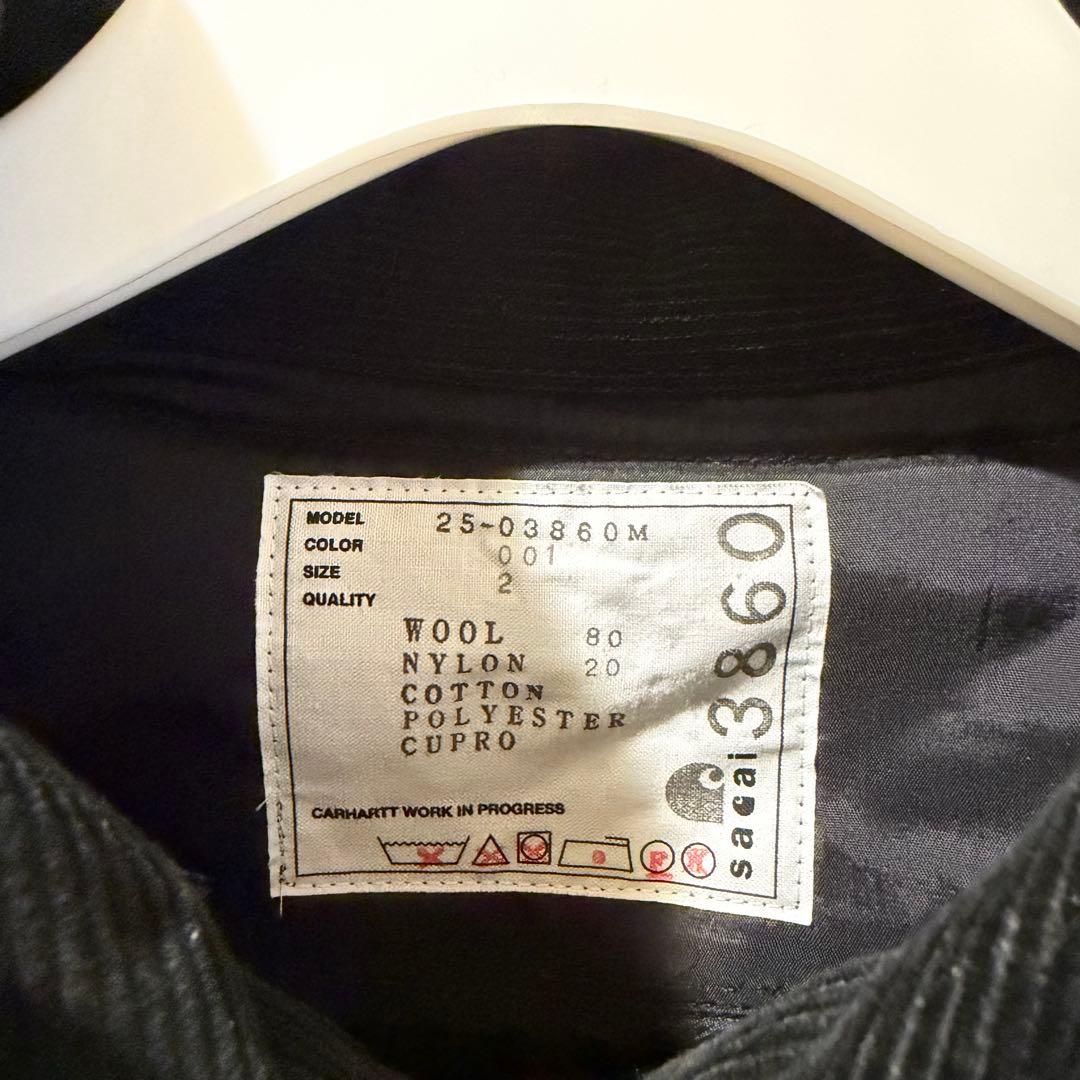 MODEL 25-03860M
COLOR 001
SIZE 2
QUALITY
WOOL 80
NYLON 20
COTTON
POLYESTER
CUPRO
CARHARTT WORK IN PROGRESS
F
sacai 3860